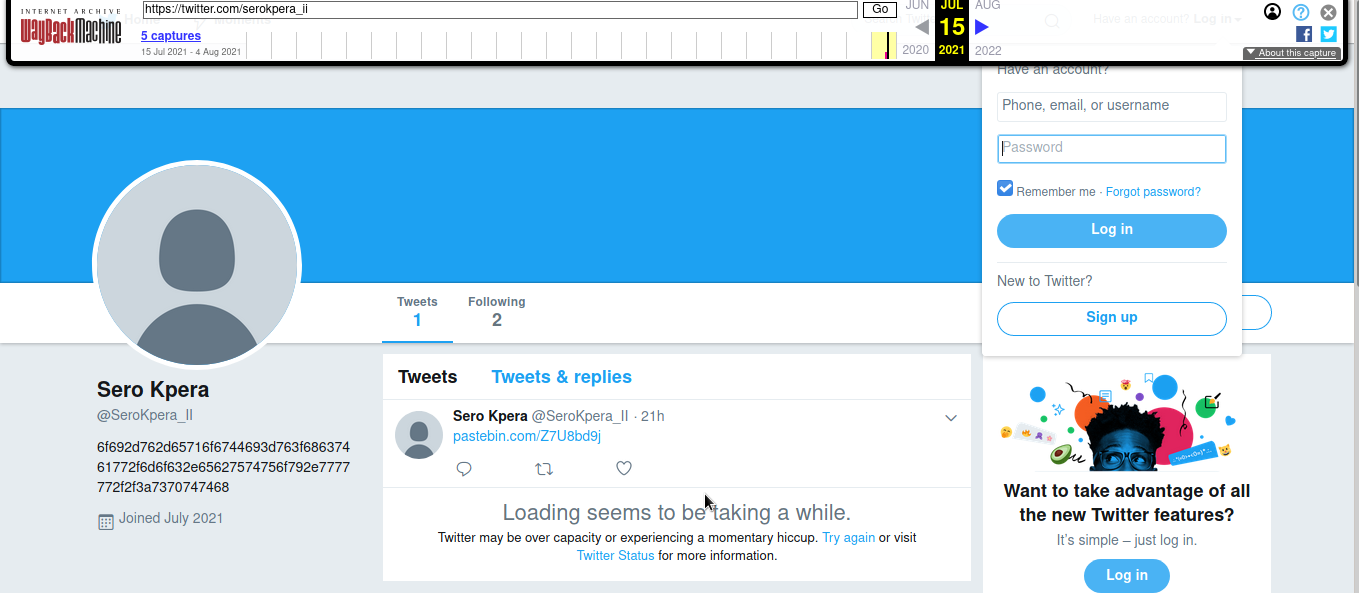 INTERNET ARCHIVE
WayBackMachine
https://twitter.com/serokpera_ii
Go
5 captures
15 Jul 2021 - 4 Aug 2021
JUN
JUL
AUG
15
2020
2021
2022
About this capture
Home
Moments
Have an account? Log in
Have an account?
Phone, email, or username
Password
Remember me · Forgot password?
Log in
New to Twitter?
Sign up
Tweets
1
Following
2
Sero Kpera
@SeroKpera_II
6f692d762d65716f6744693d763f686374
61772f6d6f632e65627574756f792e7777
772f2f3a7370747468
Joined July 2021
Tweets
Tweets & replies
Sero Kpera @SeroKpera_II · 21h
pastebin.com/Z7U8bd9j
Loading seems to be taking a while.
Twitter may be over capacity or experiencing a momentary hiccup. Try again or visit
Twitter Status for more information.
Want to take advantage of all
the new Twitter features?
It's simple – just log in.
Log in